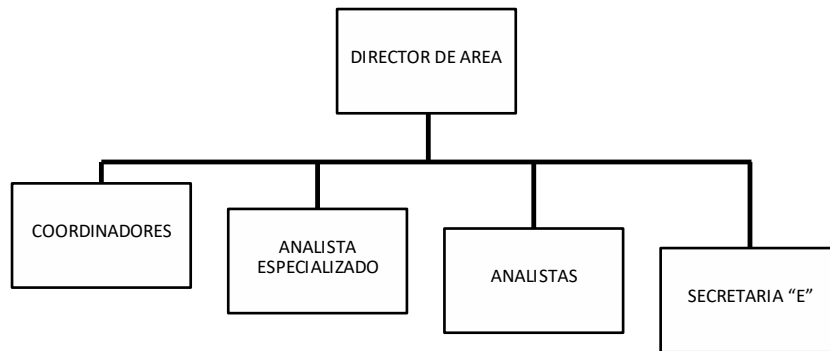 DIRECTOR DE AREA
COORDINADORES
ANALISTA
ESPECIALIZADO
ANALISTAS
SECRETARIA “E”